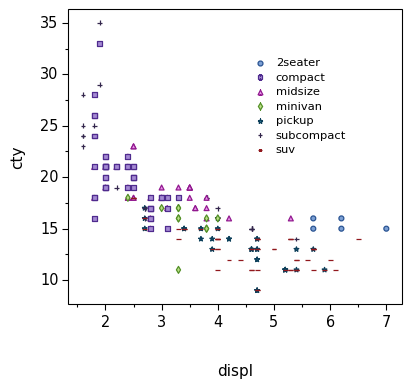 35
30
25
20
15
10
cty
2seater
compact
midsize
minivan
pickup
subcompact
suv
2 3 4 5 6 7
displ